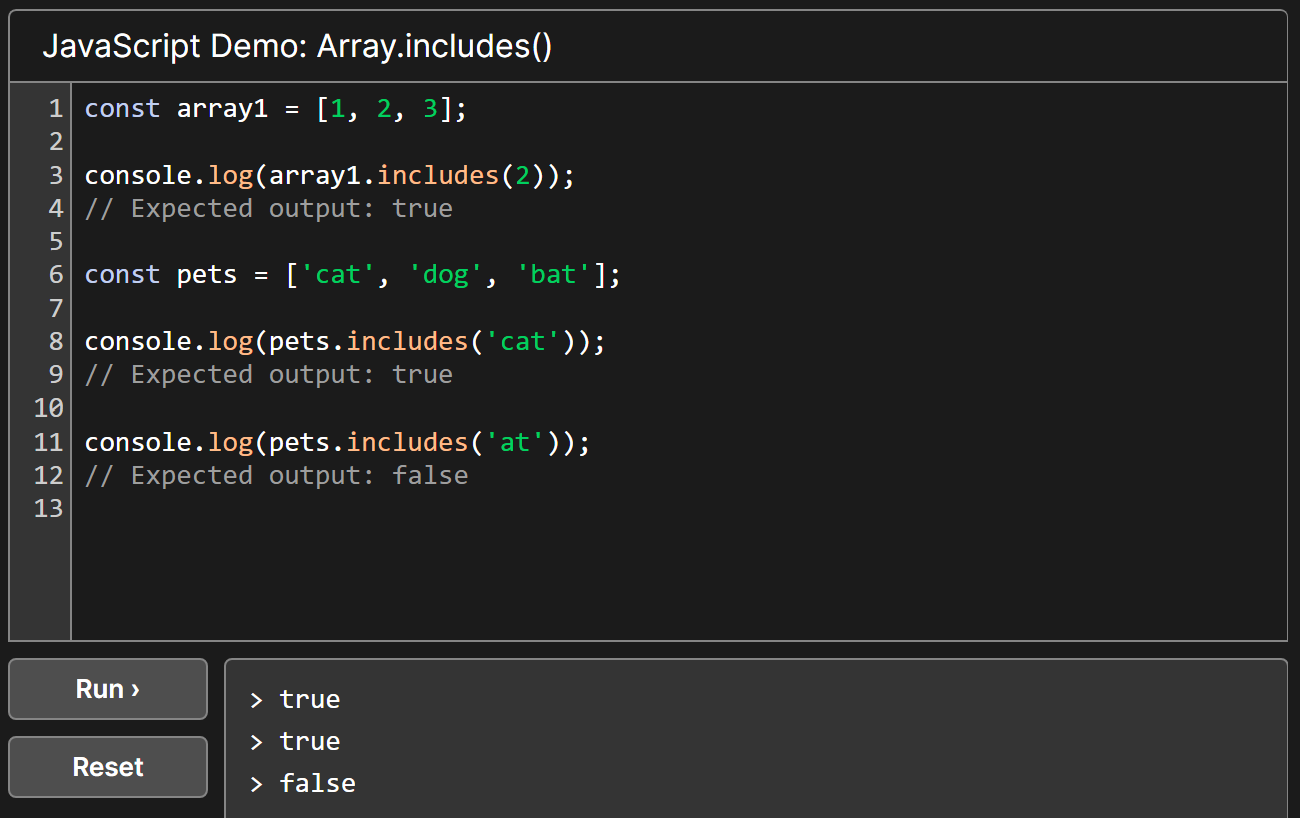 JavaScript Demo: Array.includes()
1 const array1 = [1, 2, 3];
2
3 console.log(array1.includes(2));
4 // Expected output: true
5
6 const pets = ['cat', 'dog', 'bat'];
7
8 console.log(pets.includes('cat'));
9 // Expected output: true
10
11 console.log(pets.includes('at'));
12 // Expected output: false
13
Run ›
Reset
> true
> true
> false